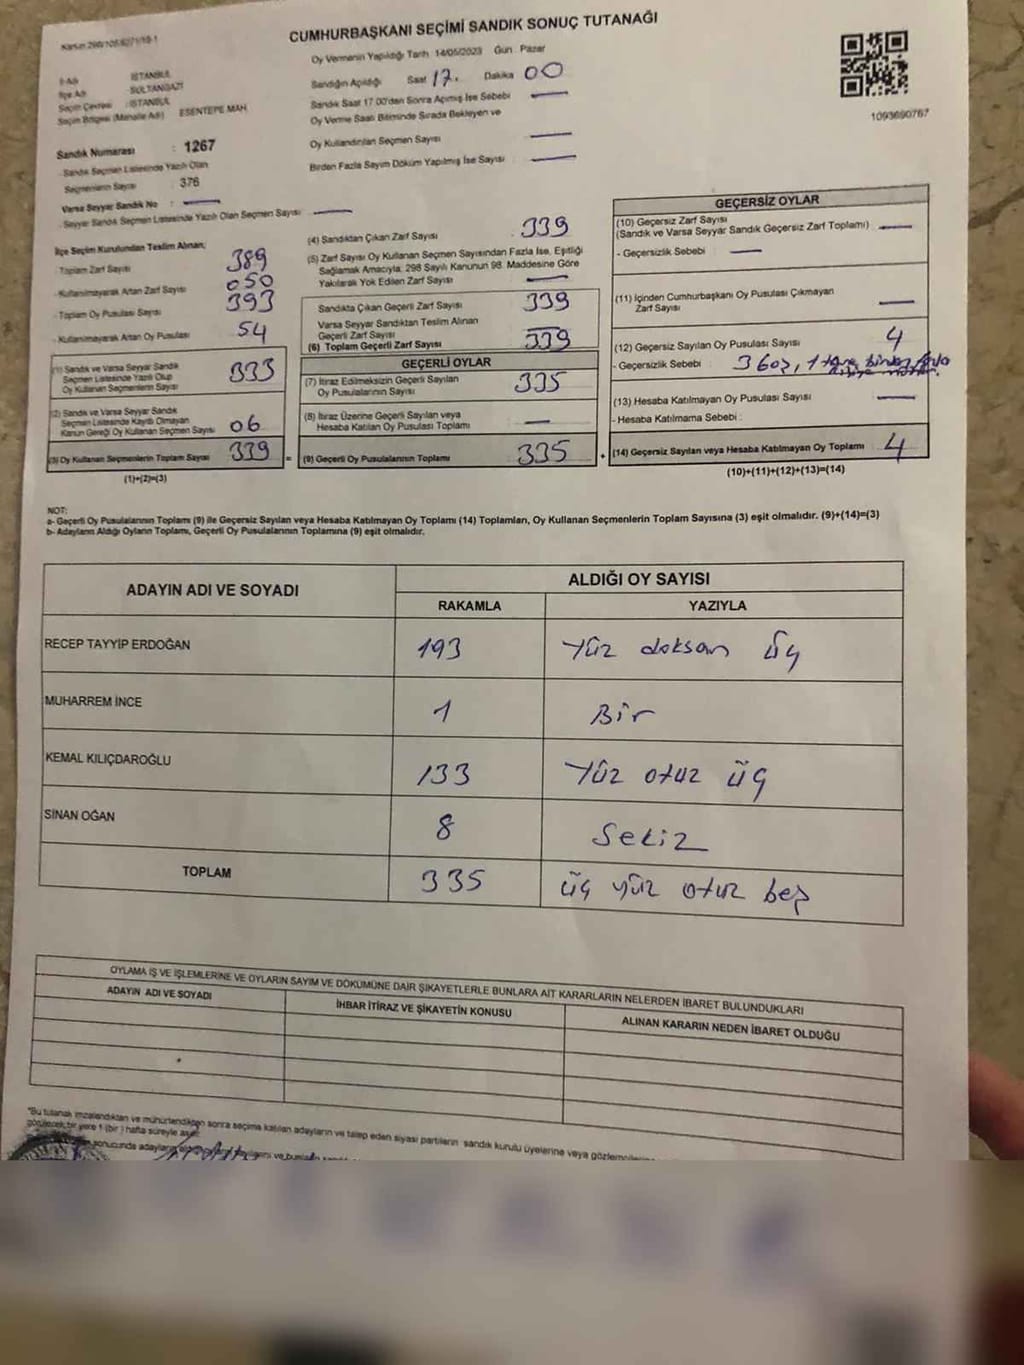 CUMHURBAŞKANI SEÇİMİ SANDIK SONUÇ TUTANAĞI
Oy Vermenin Yapıldığı Tarih 14/05/2023 Gün Pazar
İli Adı : İSTANBUL
İlçe Adı : SULTANGAZİ
Seçim Çevresi : İSTANBUL
Seçim Bölgesi (Mahalle Adı) ESENTEPE MAH
Sandık Numarası : 1267
Sandık Seçmen Listesinde Yazılı Olan
Seçmenlerin Sayısı : 376
Varsa Seyyar Sandık No :
Seyyar Sandık Seçmen Listesinde Yazılı Olan Seçmen Sayısı
Sandığın Açıldığı Saat 17. Dakika 00
Sandık Saat 17.00'den Sonra Açılmış İse Sebebi
Oy Verme Saati Bitiminde Sırada Bekleyen ve
Oy Kullandırılan Seçmen Sayısı
Birden Fazla Sayım Döküm Yapılmış İse Sayısı
1093690767
İlçe Seçim Kurulundan Teslim Alınan;
Toplam Zarf Sayısı 389
- Kullanılmayarak Artan Zarf Sayısı 050
- Toplam Oy Pusulası Sayısı 393
- Kullanılmayarak Artan Oy Pusulası 54
(1) Sandık ve Varsa Seyyar Sandık
Seçmen Listesinde Yazılı Olup
Oy Kullanan Seçmenlerin Sayısı 333
(2) Sandık ve Varsa Seyyar Sandık
Seçmen Listesinde Kayıtlı Olmayan
Kanun Gereği Oy Kullanan Seçmen Sayısı 06
(3) Oy Kullanan Seçmenlerin Toplam Sayısı 339 =
(1)+(2)=(3)
(4) Sandıktan Çıkan Zarf Sayısı 339
(5) Zarf Sayısı Oy Kullanan Seçmen Sayısından Fazla İse, Eşitliği
Sağlamak Amacıyla; 298 Sayılı Kanunun 98. Maddesine Göre
Yakılarak Yok Edilen Zarf Sayısı
Sandıkta Çıkan Geçerli Zarf Sayısı 339
Varsa Seyyar Sandıktan Teslim Alınan
Geçerli Zarf Sayısı
(6) Toplam Geçerli Zarf Sayısı 339
GEÇERLİ OYLAR
(7) İtiraz Edilmeksizin Geçerli Sayılan
Oy Pusulalarının Sayısı 335
(8) İtiraz Üzerine Geçerli Sayılan veya
Hesaba Katılan Oy Pusulası Toplamı
(9) Geçerli Oy Pusulalarının Toplamı 335 +
GEÇERSİZ OYLAR
(10) Geçersiz Zarf Sayısı
(Sandık ve Varsa Seyyar Sandık Geçersiz Zarf Toplamı)
- Geçersizlik Sebebi :
(11) İçinden Cumhurbaşkanı Oy Pusulası Çıkmayan
Zarf Sayısı
(12) Geçersiz Sayılan Oy Pusulası Sayısı 4
- Geçersizlik Sebebi : 3 boş, 1 tane birden fazla
(13) Hesaba Katılmayan Oy Pusulası Sayısı
- Hesaba Katılmama Sebebi :
(14) Geçersiz Sayılan veya Hesaba Katılmayan Oy Toplamı 4
(10)+(11)+(12)+(13)=(14)
NOT:
a- Geçerli Oy Pusulalarının Toplamı (9) ile Geçersiz Sayılan veya Hesaba Katılmayan Oy Toplamı (14) Toplamları, Oy Kullanan Seçmenlerin Toplam Sayısına (3) eşit olmalıdır. (9)+(14)=(3)
b- Adayların Aldığı Oyların Toplamı, Geçerli Oy Pusulalarının Toplamına (9) eşit olmalıdır.
ADAYIN ADI VE SOYADI ALDIĞI OY SAYISI
RAKAMLA YAZIYLA
RECEP TAYYİP ERDOĞAN 193 Yüz doksan üç
MUHARREM İNCE 1 Bir
KEMAL KILIÇDAROĞLU 133 Yüz otuz üç
SİNAN OĞAN 8 Sekiz
TOPLAM 335 üç yüz otuz beş
OYLAMA İŞ VE İŞLEMLERİNE VE OYLARIN SAYIM VE DÖKÜMÜNE DAİR ŞİKAYETLERLE BUNLARA AİT KARARLARIN NELERDEN İBARET BULUNDUKLARI
ADAYIN ADI VE SOYADI İHBAR İTİRAZ VE ŞİKAYETİN KONUSU ALINAN KARARIN NEDEN İBARET OLDUĞU
*Bu tutanak imzalandıktan ve mühürlendikten sonra seçime katılan adayların ve talep eden siyasi partilerin sandık kurulu üyelerine veya
görülecek bir yere 1 (bir ) hafta süreyle
sonucunda adayların